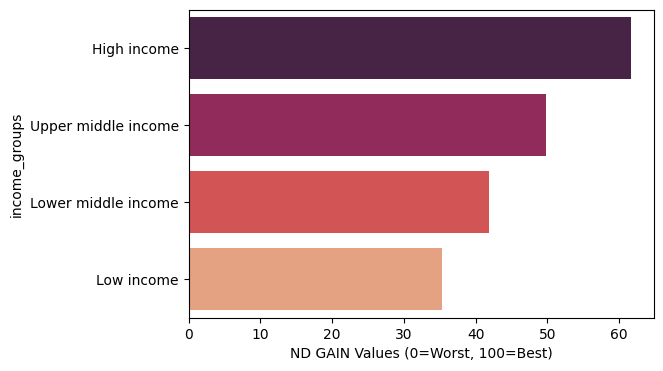 High income
Upper middle income
Lower middle income
Low income
income_groups
0 10 20 30 40 50 60
ND GAIN Values (0=Worst, 100=Best)